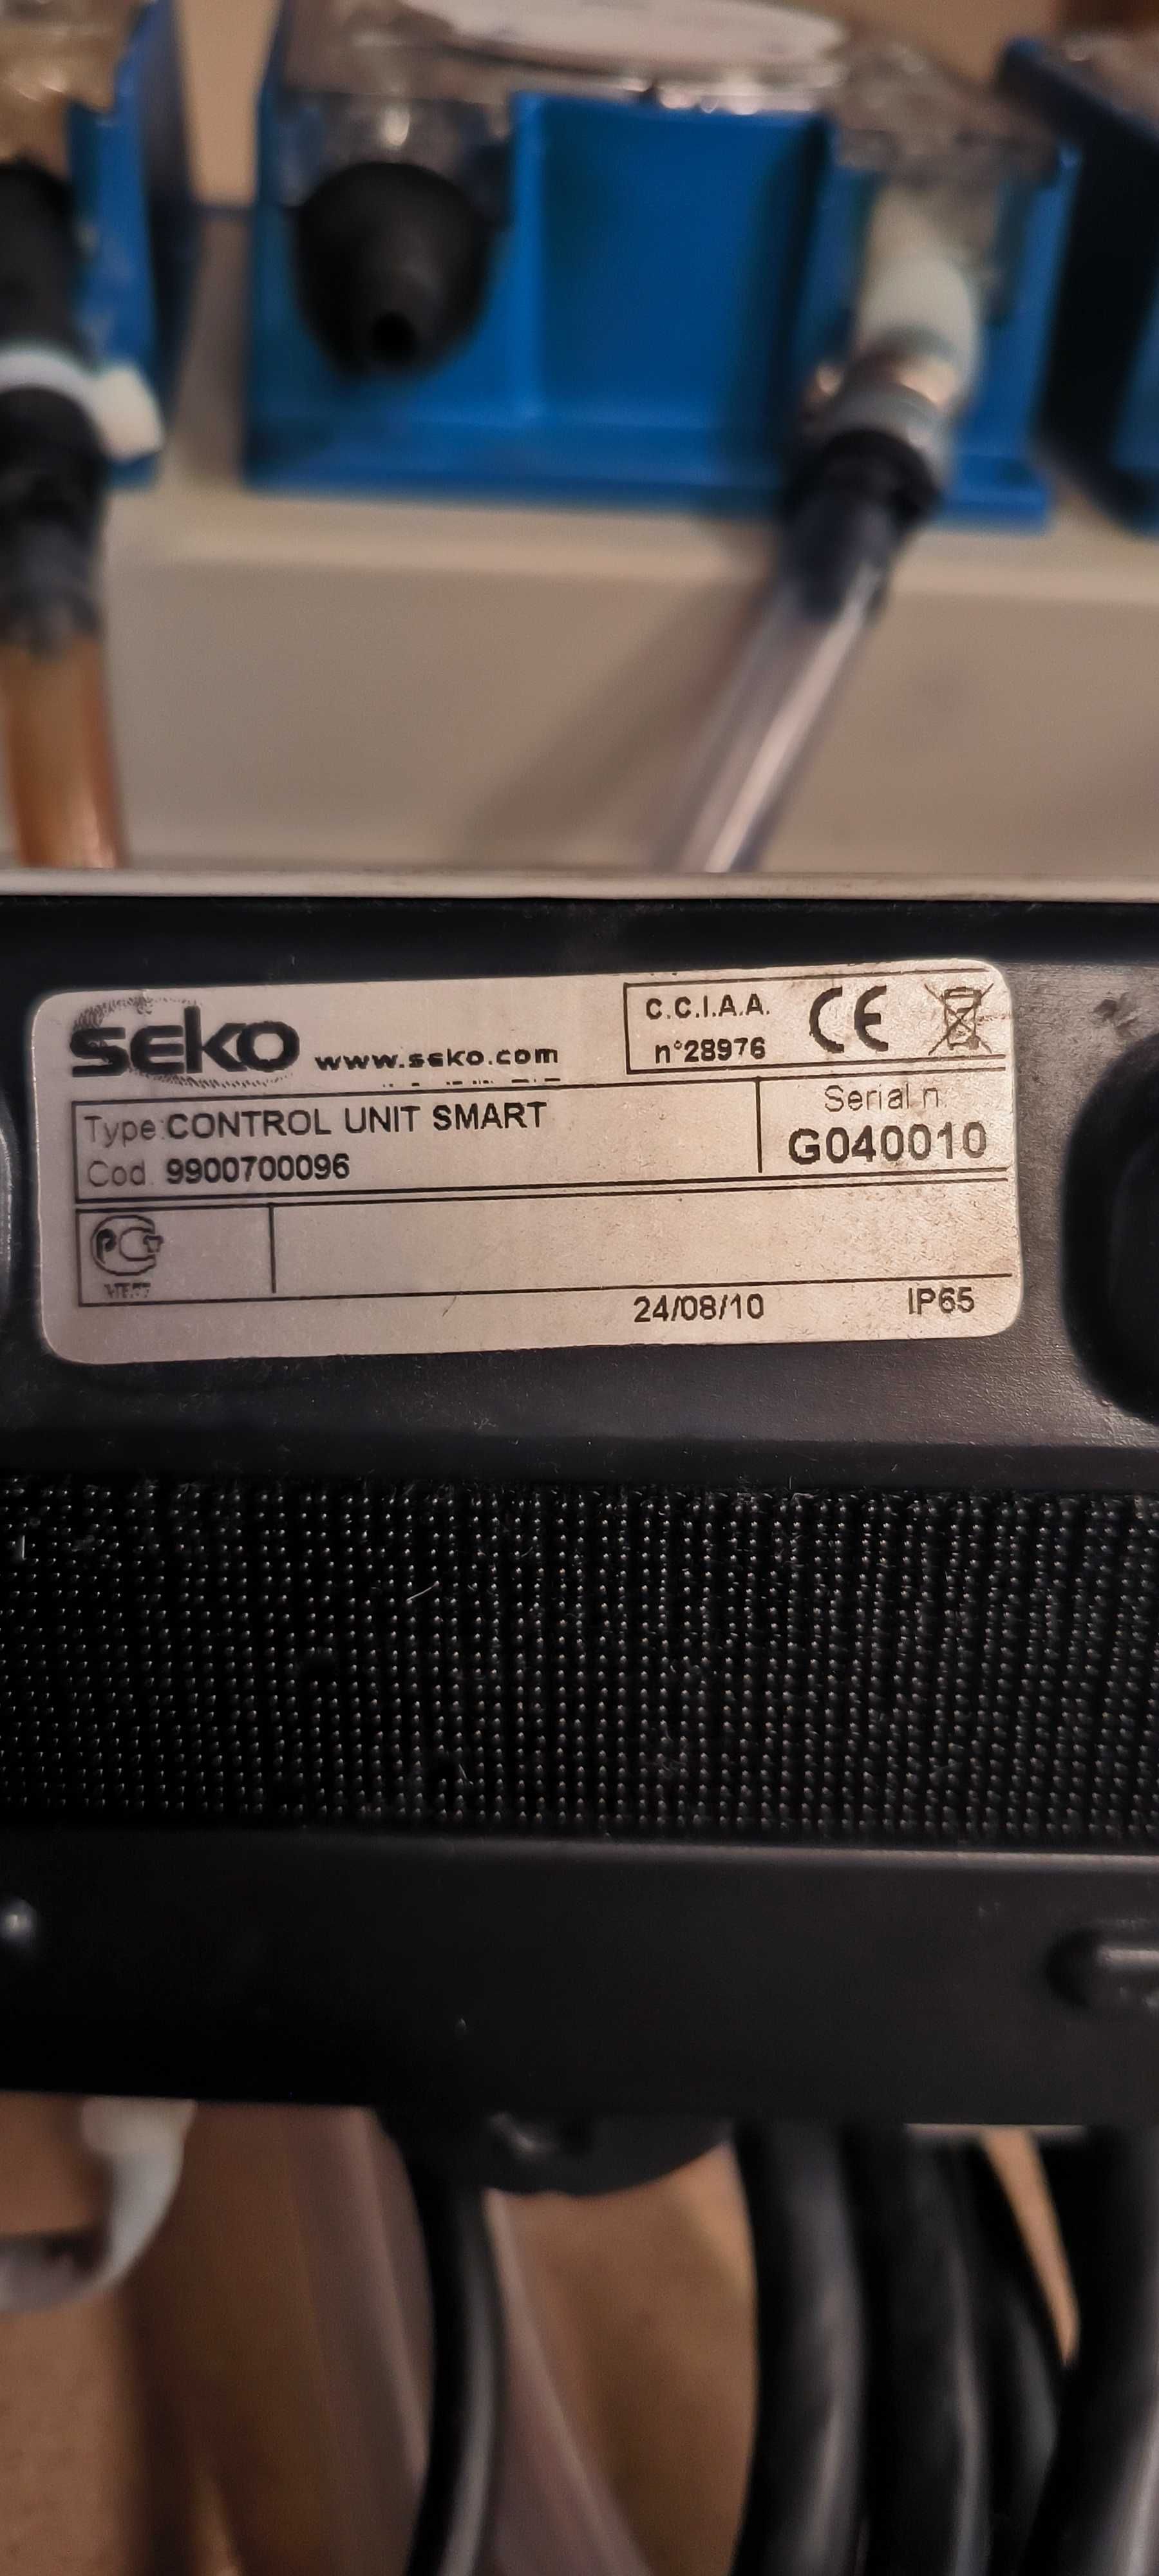 seko www.seko.com
C.C.I.A.A.
n°28976
CE
Type: CONTROL UNIT SMART
Cod. 9900700096
Serial n.
G040010
24/08/10
IP65